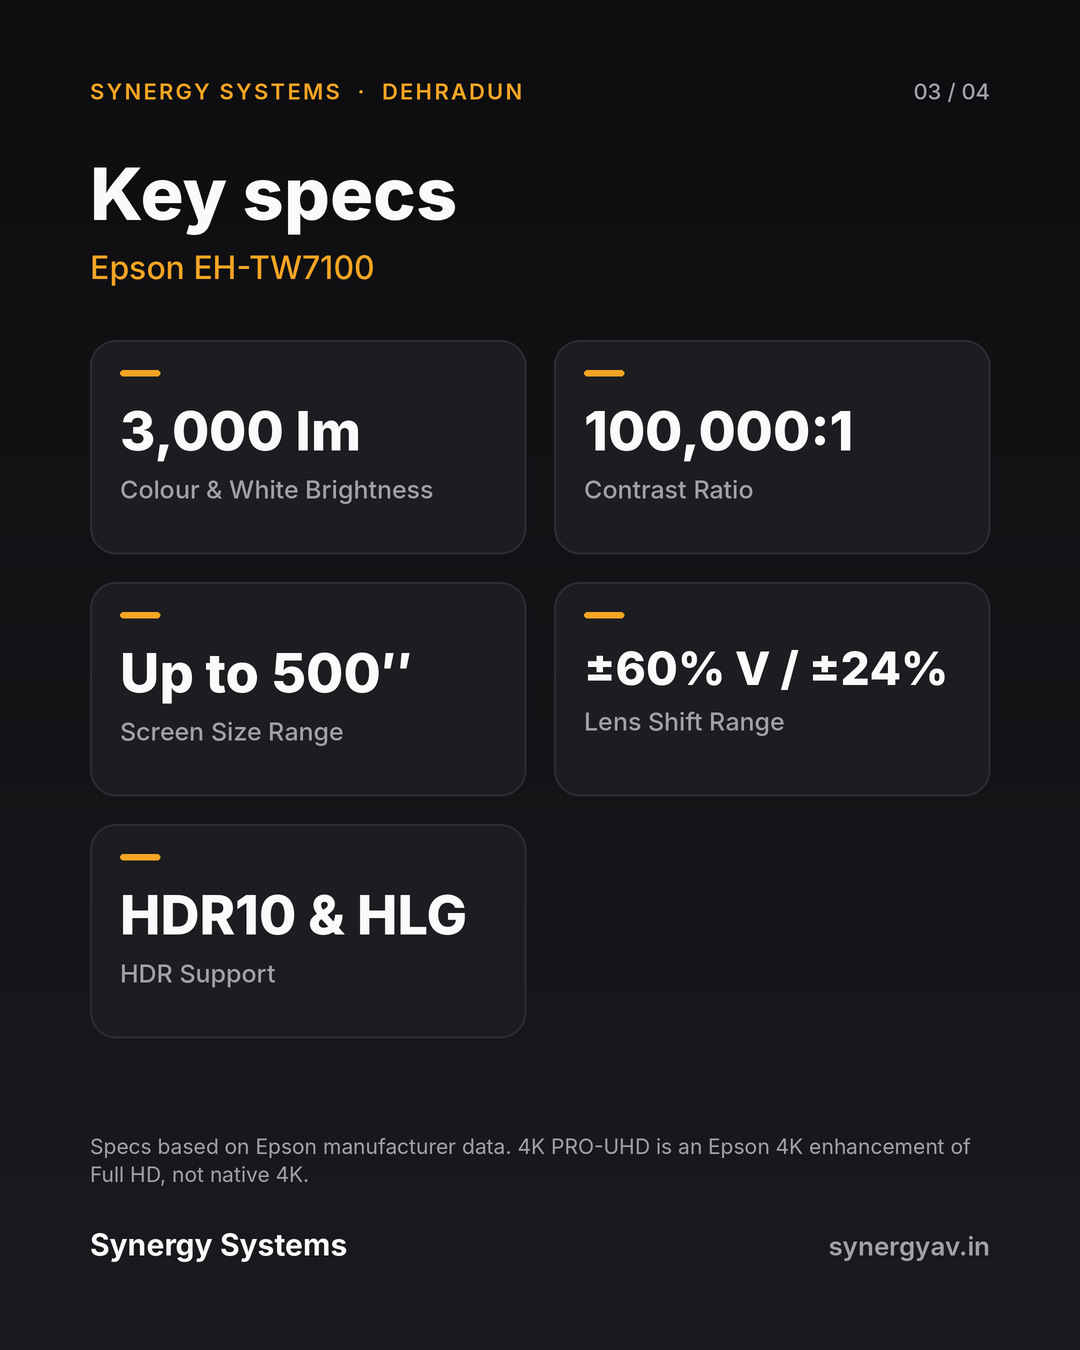 SYNERGY SYSTEMS · DEHRADUN
03 / 04
Key specs
Epson EH-TW7100
3,000 lm
Colour & White Brightness
100,000:1
Contrast Ratio
Up to 500″
Screen Size Range
±60% V / ±24%
Lens Shift Range
HDR10 & HLG
HDR Support
Specs based on Epson manufacturer data. 4K PRO-UHD is an Epson 4K enhancement of
Full HD, not native 4K.
Synergy Systems
synergyav.in